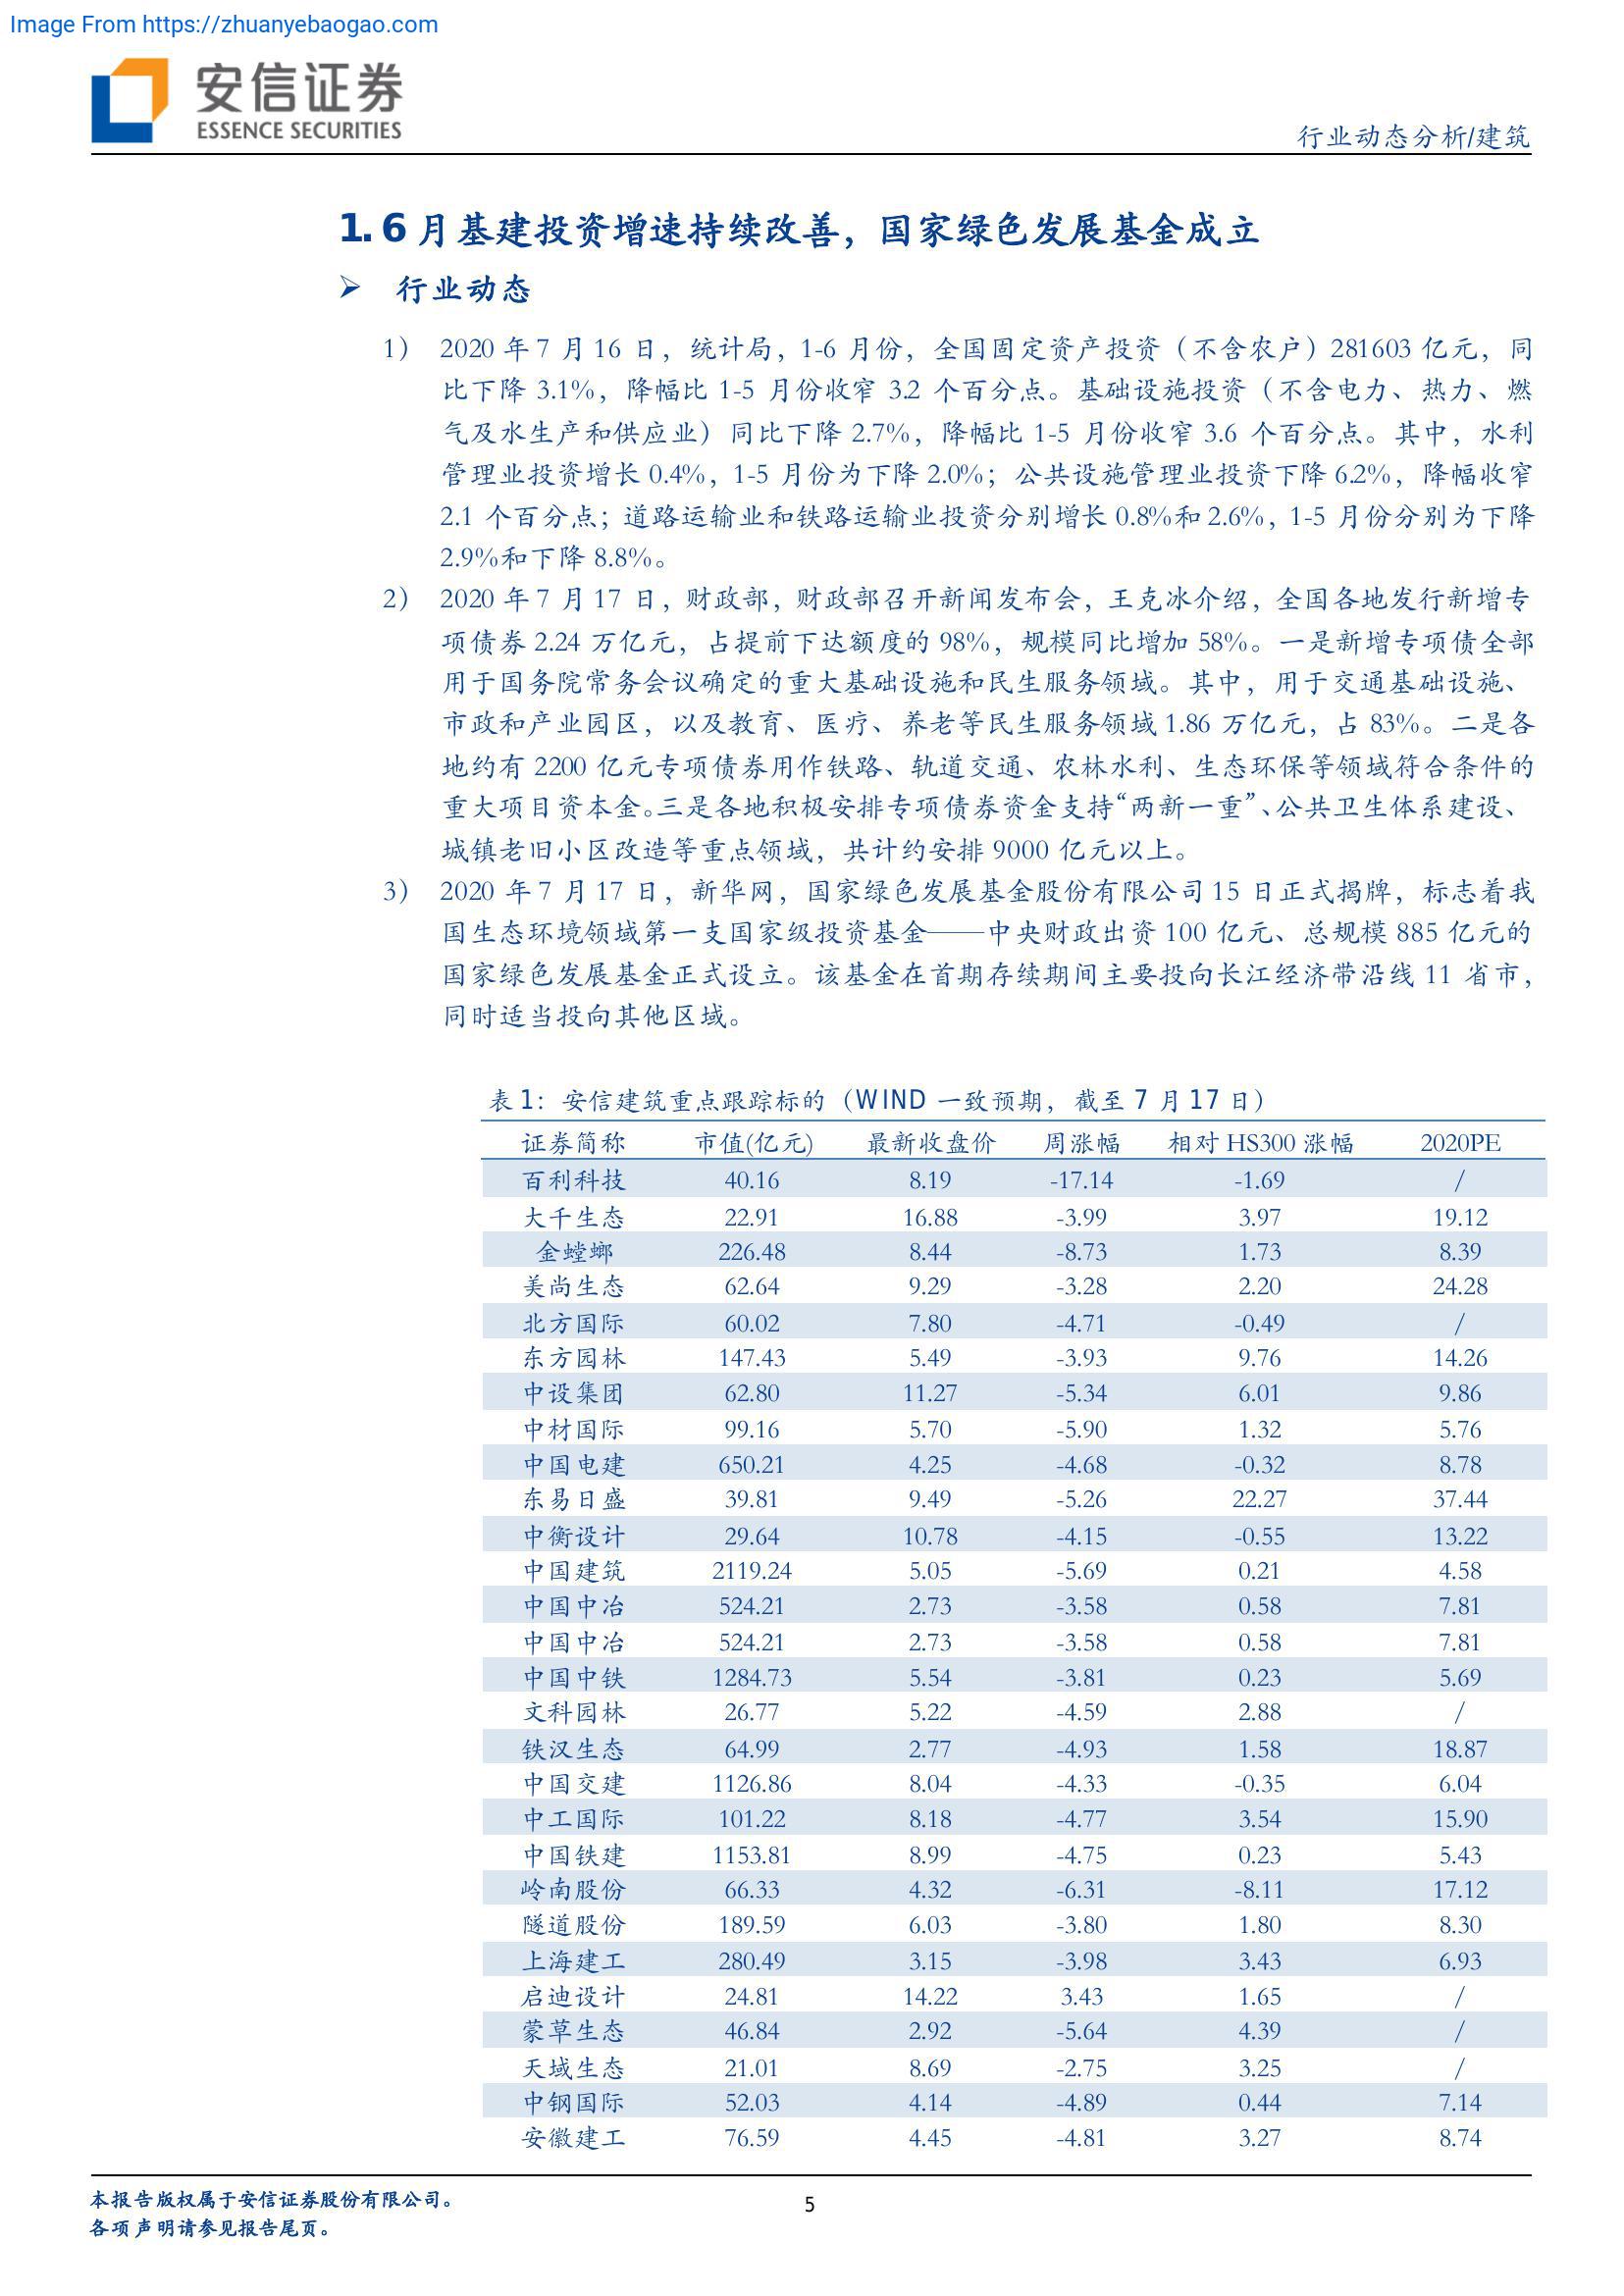 Image From https://zhuanyebaogao.com
安信证券
ESSENCE SECURITIES
行业动态分析/建筑
1. 6 月基建投资增速持续改善，国家绿色发展基金成立
➢ 行业动态
1） 2020 年 7 月 16 日，统计局，1-6 月份，全国固定资产投资（不含农户）281603 亿元，同
比下降 3.1%，降幅比 1-5 月份收窄 3.2 个百分点。基础设施投资（不含电力、热力、燃
气及水生产和供应业）同比下降 2.7%，降幅比 1-5 月份收窄 3.6 个百分点。其中，水利
管理业投资增长 0.4%，1-5 月份为下降 2.0%；公共设施管理业投资下降 6.2%，降幅收窄
2.1 个百分点；道路运输业和铁路运输业投资分别增长 0.8%和 2.6%，1-5 月份分别为下降
2.9%和下降 8.8%。
2） 2020 年 7 月 17 日，财政部，财政部召开新闻发布会，王克冰介绍，全国各地发行新增专
项债券 2.24 万亿元，占提前下达额度的 98%，规模同比增加 58%。一是新增专项债全部
用于国务院常务会议确定的重大基础设施和民生服务领域。其中，用于交通基础设施、
市政和产业园区，以及教育、医疗、养老等民生服务领域 1.86 万亿元，占 83%。二是各
地约有 2200 亿元专项债券用作铁路、轨道交通、农林水利、生态环保等领域符合条件的
重大项目资本金。三是各地积极安排专项债券资金支持“两新一重”、公共卫生体系建设、
城镇老旧小区改造等重点领域，共计约安排 9000 亿元以上。
3） 2020 年 7 月 17 日，新华网，国家绿色发展基金股份有限公司 15 日正式揭牌，标志着我
国生态环境领域第一支国家级投资基金——中央财政出资 100 亿元、总规模 885 亿元的
国家绿色发展基金正式设立。该基金在首期存续期间主要投向长江经济带沿线 11 省市，
同时适当投向其他区域。
表 1：安信建筑重点跟踪标的（WIND 一致预期，截至 7 月 17 日）
证券简称 市值(亿元) 最新收盘价 周涨幅 相对 HS300 涨幅 2020PE
百利科技 40.16 8.19 -17.14 -1.69 /
大千生态 22.91 16.88 -3.99 3.97 19.12
金螳螂 226.48 8.44 -8.73 1.73 8.39
美尚生态 62.64 9.29 -3.28 2.20 24.28
北方国际 60.02 7.80 -4.71 -0.49 /
东方园林 147.43 5.49 -3.93 9.76 14.26
中设集团 62.80 11.27 -5.34 6.01 9.86
中材国际 99.16 5.70 -5.90 1.32 5.76
中国电建 650.21 4.25 -4.68 -0.32 8.78
东易日盛 39.81 9.49 -5.26 22.27 37.44
中衡设计 29.64 10.78 -4.15 -0.55 13.22
中国建筑 2119.24 5.05 -5.69 0.21 4.58
中国中冶 524.21 2.73 -3.58 0.58 7.81
中国中冶 524.21 2.73 -3.58 0.58 7.81
中国中铁 1284.73 5.54 -3.81 0.23 5.69
文科园林 26.77 5.22 -4.59 2.88 /
铁汉生态 64.99 2.77 -4.93 1.58 18.87
中国交建 1126.86 8.04 -4.33 -0.35 6.04
中工国际 101.22 8.18 -4.77 3.54 15.90
中国铁建 1153.81 8.99 -4.75 0.23 5.43
岭南股份 66.33 4.32 -6.31 -8.11 17.12
隧道股份 189.59 6.03 -3.80 1.80 8.30
上海建工 280.49 3.15 -3.98 3.43 6.93
启迪设计 24.81 14.22 3.43 1.65 /
蒙草生态 46.84 2.92 -5.64 4.39 /
天域生态 21.01 8.69 -2.75 3.25 /
中钢国际 52.03 4.14 -4.89 0.44 7.14
安徽建工 76.59 4.45 -4.81 3.27 8.74
本报告版权属于安信证券股份有限公司。
5
各项声明请参见报告尾页。